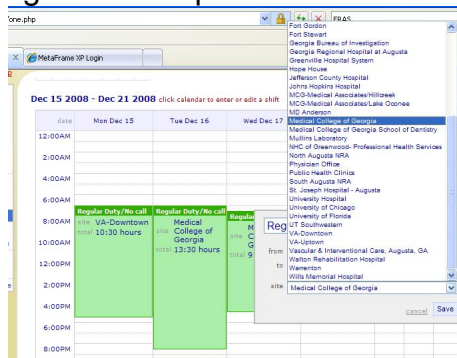 one.php
ERAS
MetaFrame XP Login
Dec 15 2008 - Dec 21 2008 click calendar to enter or edit a shift
date Mon Dec 15 Tue Dec 16 Wed Dec 17
12:00AM
2:00AM
4:00AM
6:00AM
8:00AM
10:00AM
12:00PM
2:00PM
4:00PM
6:00PM
8:00PM
Regular Duty/No call
site VA-Downtown
total 10:30 hours
Regular Duty/No call
site Medical College of Georgia
total 13:30 hours
Regular
site M
C
G
total 9
Reg
from
to
site Medical College of Georgia
cancel Save
Fort Gordon
Fort Stewart
Georgia Bureau of Investigation
Georgia Regional Hospital at Augusta
Greenville Hospital System
Hope House
Jefferson County Hospital
Johns Hopkins Hospital
MCG-Medical Associates/Hillcreek
MCG-Medical Associates/Lake Oconee
MD Anderson
Medical College of Georgia
Medical College of Georgia School of Dentistry
Mullins Laboratory
NHC of Greenwood- Professional Health Services
North Augusta NRA
Physician Office
Public Health Clinics
South Augusta NRA
St. Joseph Hospital - Augusta
University Hospital
University of Chicago
University of Florida
UT Southwestern
VA-Downtown
VA-Uptown
Vascular & Interventional Care, Augusta, GA
Walton Rehabilitation Hospital
Warrenton
Wills Memorial Hospital